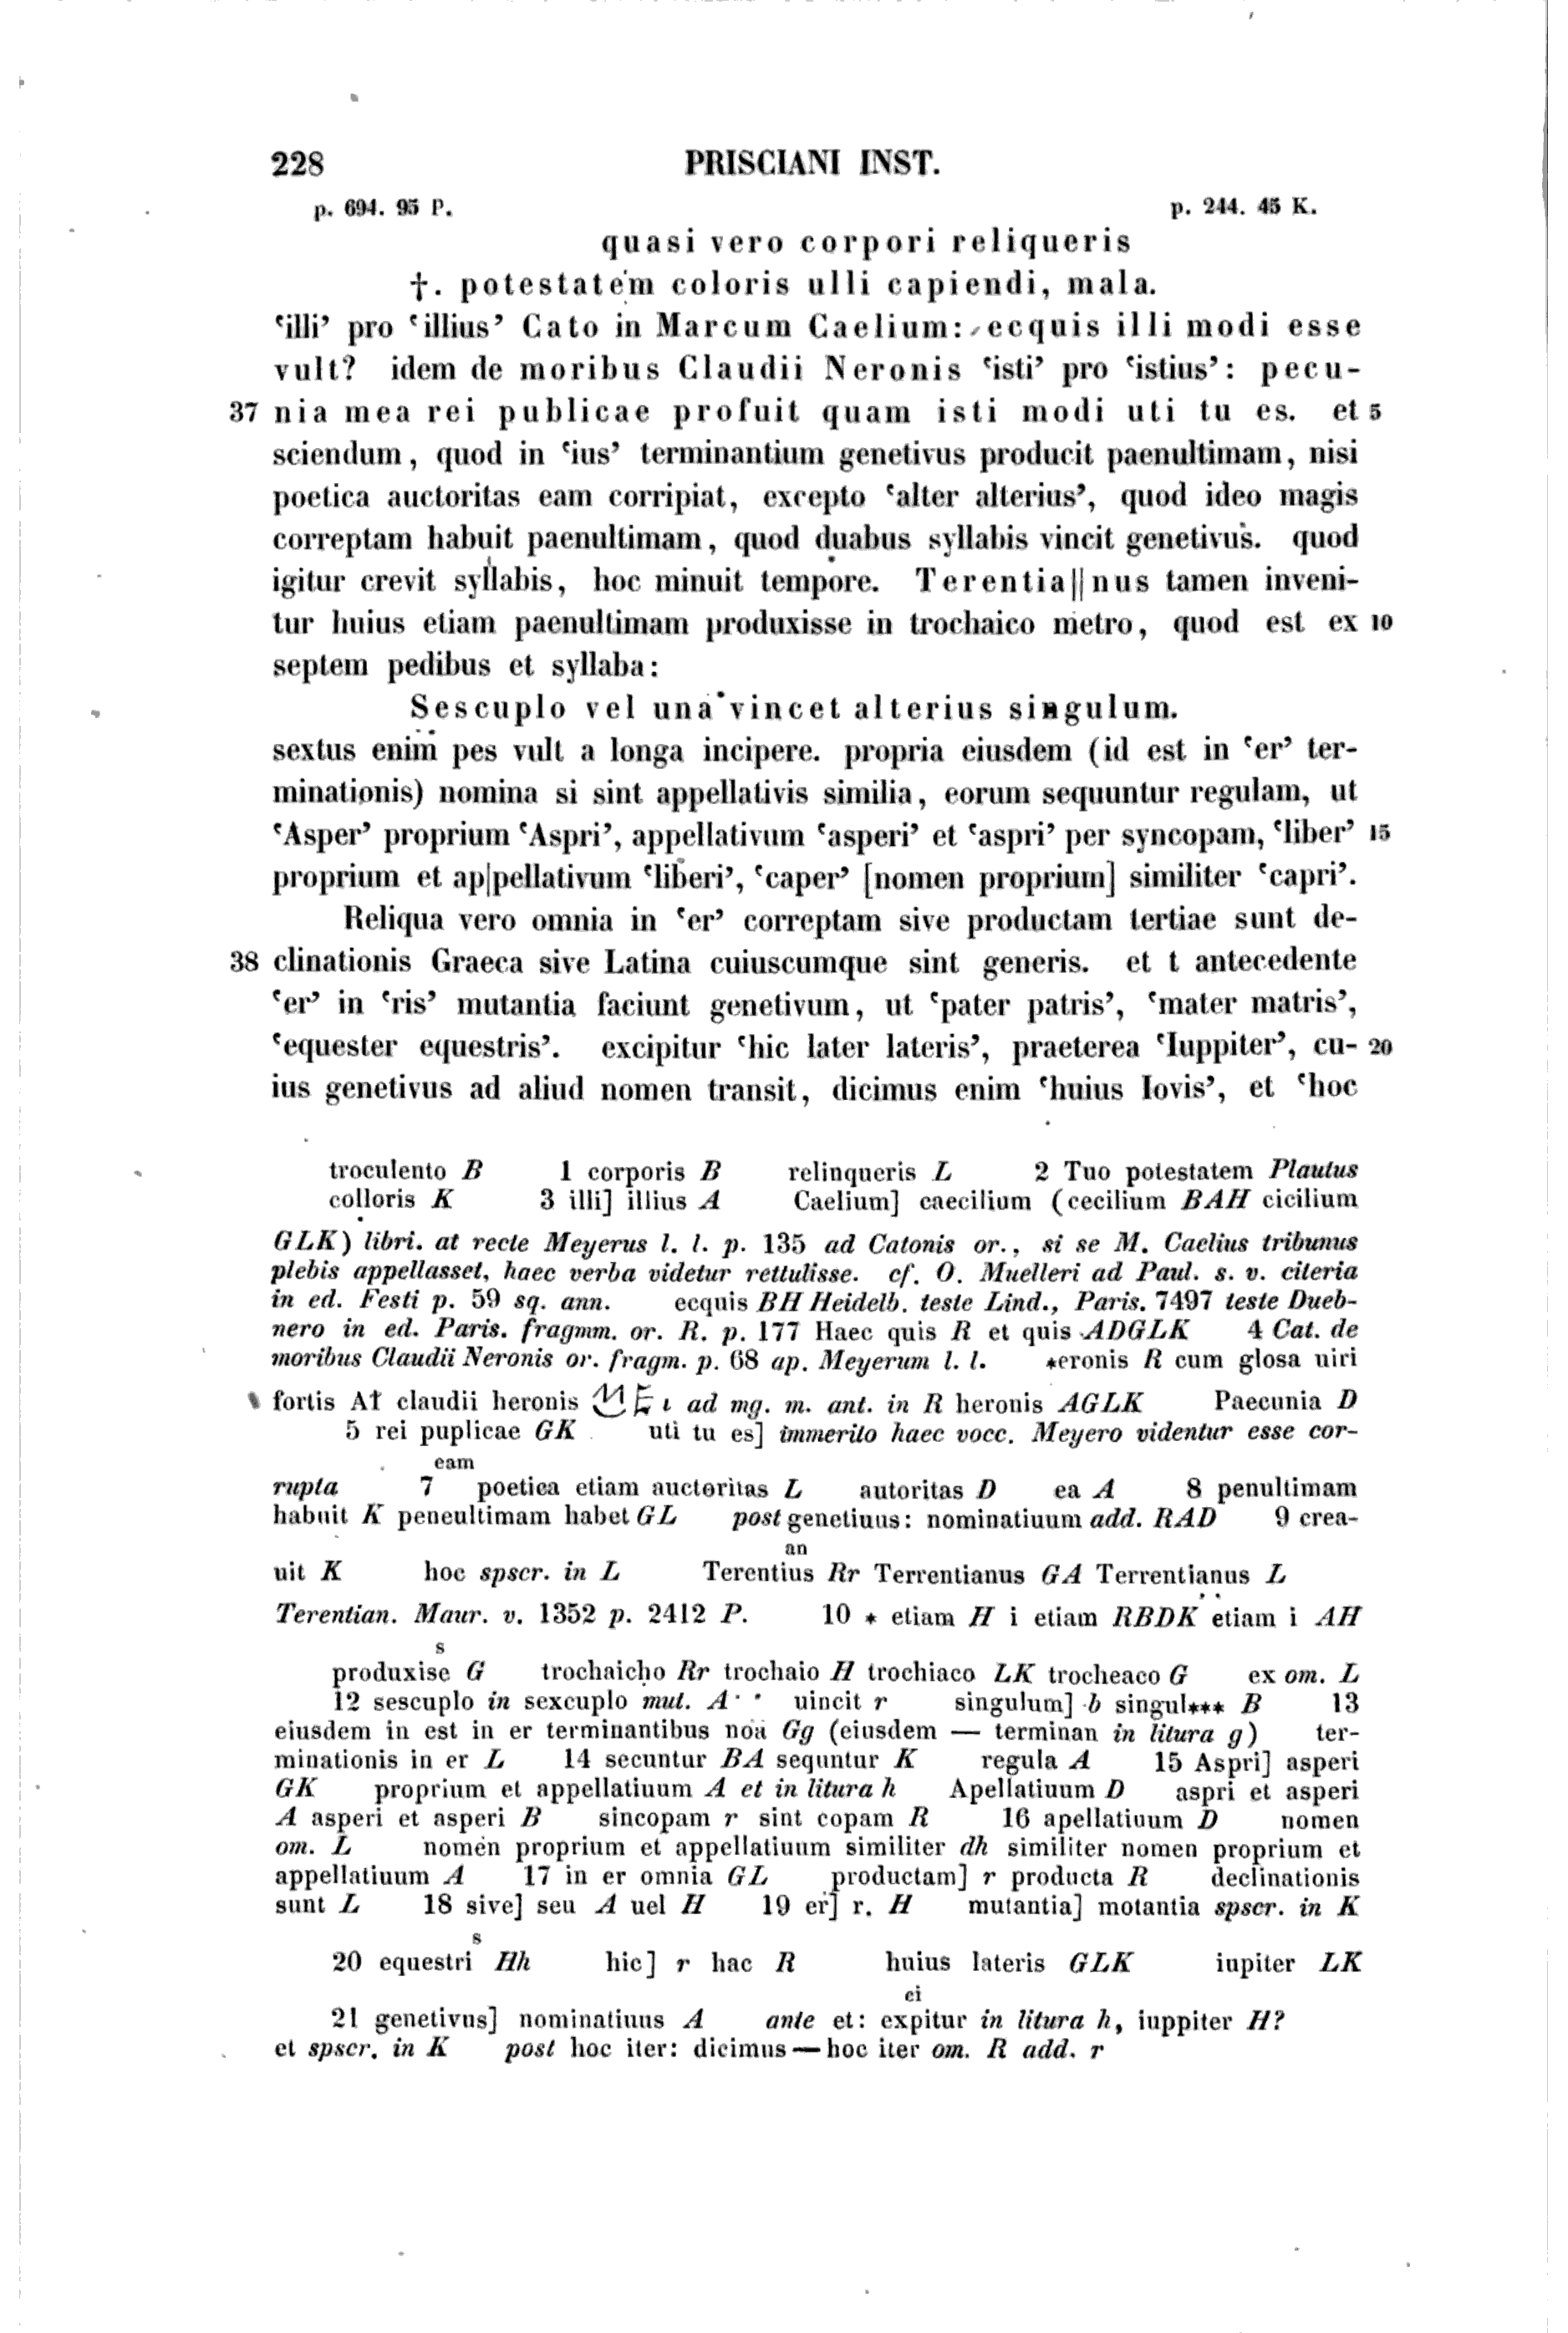 228 PRISCIANI INST.
p. 694. 95 P. p. 244. 45 K.
quasi vero corpori reliqueris
†. potestatem coloris ulli capiendi, mala.
‘illi’ pro ‘illius’ Cato in Marcum Caelium: ecquis illi modi esse
vult? idem de moribus Claudii Neronis ‘isti’ pro ‘istius’: pecu-
37 nia mea rei publicae profuit quam isti modi uti tu es. et 5
sciendum, quod in ‘ius’ terminantium genetivus producit paenultimam, nisi
poetica auctoritas eam corripiat, excepto ‘alter alterius’, quod ideo magis
correptam habuit paenultimam, quod duabus syllabis vincit genetivus. quod
igitur crevit syllabis, hoc minuit tempore. Terentia||nus tamen inveni-
tur huius etiam paenultimam produxisse in trochaico metro, quod est ex 10
septem pedibus et syllaba:
Sescuplo vel una vincet alterius singulum.
sextus enim pes vult a longa incipere. propria eiusdem (id est in ‘er’ ter-
minationis) nomina si sint appellativis similia, eorum sequuntur regulam, ut
‘Asper’ proprium ‘Aspri’, appellativum ‘asperi’ et ‘aspri’ per syncopam, ‘liber’ 15
proprium et ap|pellativum ‘liberi’, ‘caper’ [nomen proprium] similiter ‘capri’.
Reliqua vero omnia in ‘er’ correptam sive productam tertiae sunt de-
38 clinationis Graeca sive Latina cuiuscumque sint generis. et t antecedente
‘er’ in ‘ris’ mutantia faciunt genetivum, ut ‘pater patris’, ‘mater matris’,
‘equester equestris’. excipitur ‘hic later lateris’, praeterea ‘Iuppiter’, cu- 20
ius genetivus ad aliud nomen transit, dicimus enim ‘huius Iovis’, et ‘hoc
troculento B 1 corporis B relinqueris L 2 Tuo potestatem Plautus
colloris K 3 illi] illius A Caelium] caecilium (cecilium BAH cicilium
GLK) libri. at recte Meyerus l. l. p. 135 ad Catonis or., si se M. Caelius tribunus
plebis appellasset, haec verba videtur rettulisse. cf. O. Muelleri ad Paul. s. v. citeria
in ed. Festi p. 59 sq. ann. ecquis BH Heidelb. teste Lind., Paris. 7497 teste Dueb-
nero in ed. Paris. fragmm. or. R. p. 177 Haec quis R et quis ADGLK 4 Cat. de
moribus Claudii Neronis or. fragm. p. 68 ap. Meyerum l. l. *eronis R cum glosa uiri
fortis At claudii heronis ad mg. m. ant. in R heronis AGLK Paecunia D
5 rei puplicae GK uti tu es] immerito haec vocc. Meyero videntur esse cor-
eam
rupta 7 poetica etiam auctoritas L autoritas D ea A 8 penultimam
habuit K peneultimam habet GL post genetiuus: nominatiuum add. RAD 9 crea-
an
uit K hoc spscr. in L Terentius Rr Terrentianus GA Terrentianus L
Terentian. Maur. v. 1352 p. 2412 P. 10 * etiam H i etiam RBDK etiam i AH
s
produxise G trochaicho Rr trochaio H trochiaco LK trocheaco G ex om. L
12 sescuplo in sexcuplo mut. A uincit r singulum] b singul*** B 13
eiusdem in est in er terminantibus noa Gg (eiusdem — terminan in litura g) ter-
minationis in er L 14 secuntur BA sequntur K regula A 15 Aspri] asperi
GK proprium et appellatiuum A et in litura h Apellatiuum D aspri et asperi
A asperi et asperi B sincopam r sint copam R 16 apellatiuum D nomen
om. L nomen proprium et appellatiuum similiter dh similiter nomen proprium et
appellatiuum A 17 in er omnia GL productam] r producta R declinationis
sunt L 18 sive] seu A uel H 19 er] r. H mutantia] motantia spscr. in K
s
20 equestri Hh hic] r hac R huius lateris GLK iupiter LK
ci
21 genetivus] nominatiuus A ante et: expitur in litura h, iuppiter H?
et spscr. in K post hoc iter: dicimus — hoc iter om. R add. r